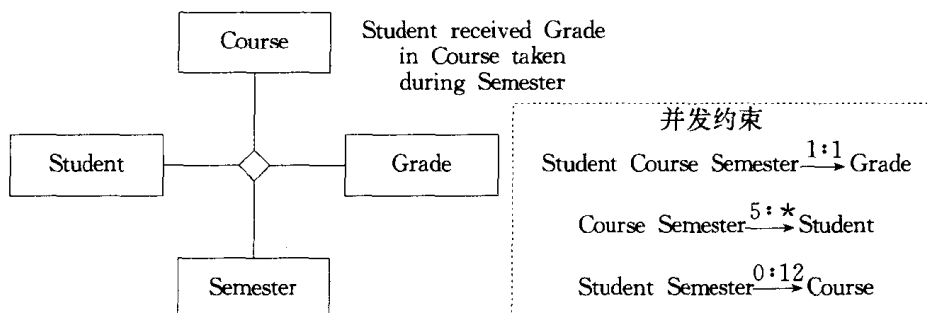 Course
Student received Grade
in Course taken
during Semester
Student
Grade
Semester
并发约束
Student Course Semester 1:1 → Grade
Course Semester 5:* → Student
Student Semester 0:12 → Course